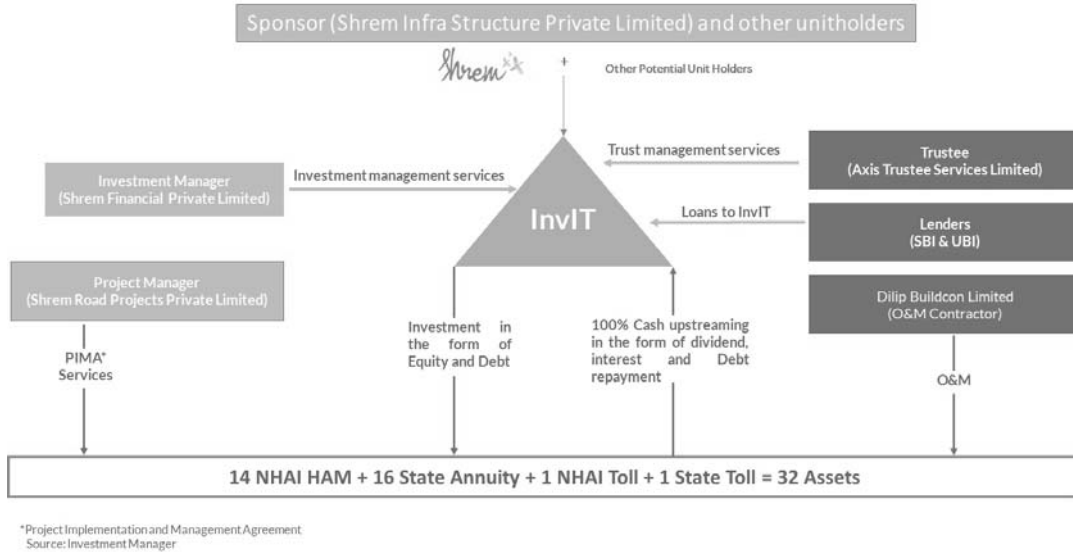 Sponsor (Shrem Infra Structure Private Limited) and other unitholders
Shrem
+
Other Potential Unit Holders
Trust management services
Trustee
(Axis Trustee Services Limited)
Investment Manager
(Shrem Financial Private Limited)
Investment management services
InvIT
Loans to InvIT
Lenders
(SBI & UBI)
Project Manager
(Shrem Road Projects Private Limited)
Dilip Buildcon Limited
(O&M Contractor)
PIMA*
Services
Investment in
the form of
Equity and Debt
100% Cash upstreaming
in the form of dividend,
interest and Debt
repayment
O&M
14 NHAI HAM + 16 State Annuity + 1 NHAI Toll + 1 State Toll = 32 Assets
*Project Implementation and Management Agreement
Source: Investment Manager